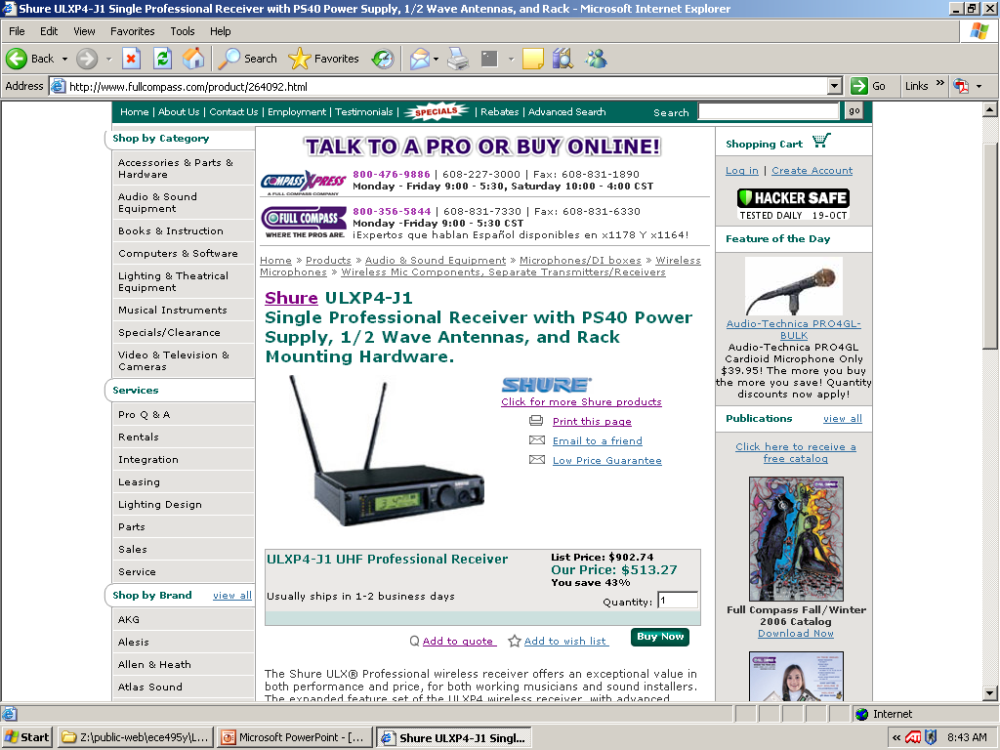 Shure ULXP4-J1 Single Professional Receiver with PS40 Power Supply, 1/2 Wave Antennas, and Rack - Microsoft Internet Explorer
File Edit View Favorites Tools Help
Back Search Favorites
Address http://www.fullcompass.com/product/264092.html Go Links »
Home | About Us | Contact Us | Employment | Testimonials | SPECIALS | Rebates | Advanced Search Search go
Shop by Category
Accessories & Parts & Hardware
Audio & Sound Equipment
Books & Instruction
Computers & Software
Lighting & Theatrical Equipment
Musical Instruments
Specials/Clearance
Video & Television & Cameras
Services
Pro Q & A
Rentals
Integration
Leasing
Lighting Design
Parts
Sales
Service
Shop by Brand view all
AKG
Alesis
Allen & Heath
Atlas Sound
TALK TO A PRO OR BUY ONLINE!
COMPASS XPRESS
A FULL COMPASS COMPANY
800-476-9886 | 608-227-3000 | Fax: 608-831-1890
Monday - Friday 9:00 - 5:30, Saturday 10:00 - 4:00 CST
FULL COMPASS
WHERE THE PROS ARE.
800-356-5844 | 608-831-7330 | Fax: 608-831-6330
Monday -Friday 9:00 - 5:30 CST
¡Expertos que hablan Español disponibles en x1178 Y x1164!
Home » Products » Audio & Sound Equipment » Microphones/DI boxes » Wireless
Microphones » Wireless Mic Components, Separate Transmitters/Receivers
Shure ULXP4-J1
Single Professional Receiver with PS40 Power
Supply, 1/2 Wave Antennas, and Rack
Mounting Hardware.
SHURE
Click for more Shure products
Print this page
Email to a friend
Low Price Guarantee
ULXP4-J1 UHF Professional Receiver
List Price: $902.74
Our Price: $513.27
You save 43%
Usually ships in 1-2 business days
Quantity: 1
Add to quote Add to wish list Buy Now
The Shure ULX® Professional wireless receiver offers an exceptional value in
both performance and price, for both working musicians and sound installers.
The expanded feature set of the ULXP4 wireless receiver, with advanced
Shopping Cart
Log in | Create Account
HACKER SAFE
TESTED DAILY 19-OCT
Feature of the Day
Audio-Technica PRO4GL-
BULK
Audio-Technica PRO4GL
Cardioid Microphone Only
$39.95! The more you buy
the more you save! Quantity
discounts now apply!
Publications view all
Click here to receive a
free catalog
Full Compass Fall/Winter
2006 Catalog
Download Now
Internet
Start Z:\public-web\ece495y\L... Microsoft PowerPoint - [... Shure ULXP4-J1 Singl... « 8:43 AM